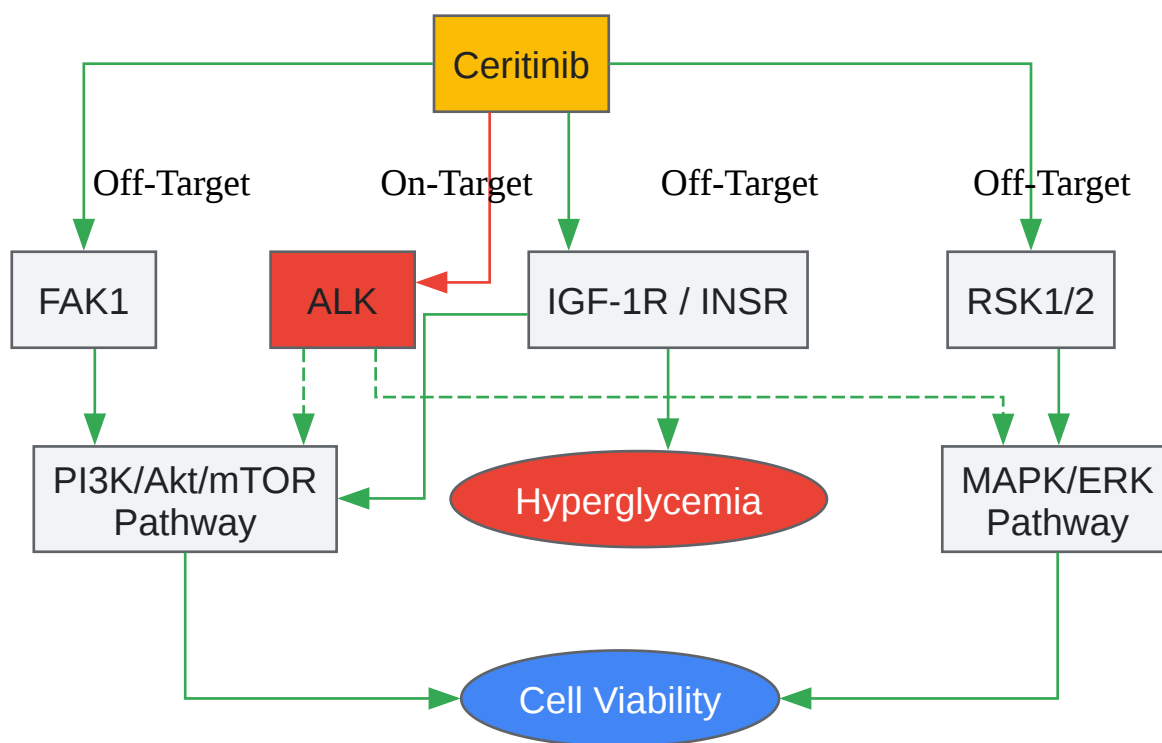 Ceritinib
Off-Target
On-Target
Off-Target
Off-Target
FAK1
ALK
IGF-1R / INSR
RSK1/2
PI3K/Akt/mTOR
Pathway
Hyperglycemia
MAPK/ERK
Pathway
Cell Viability